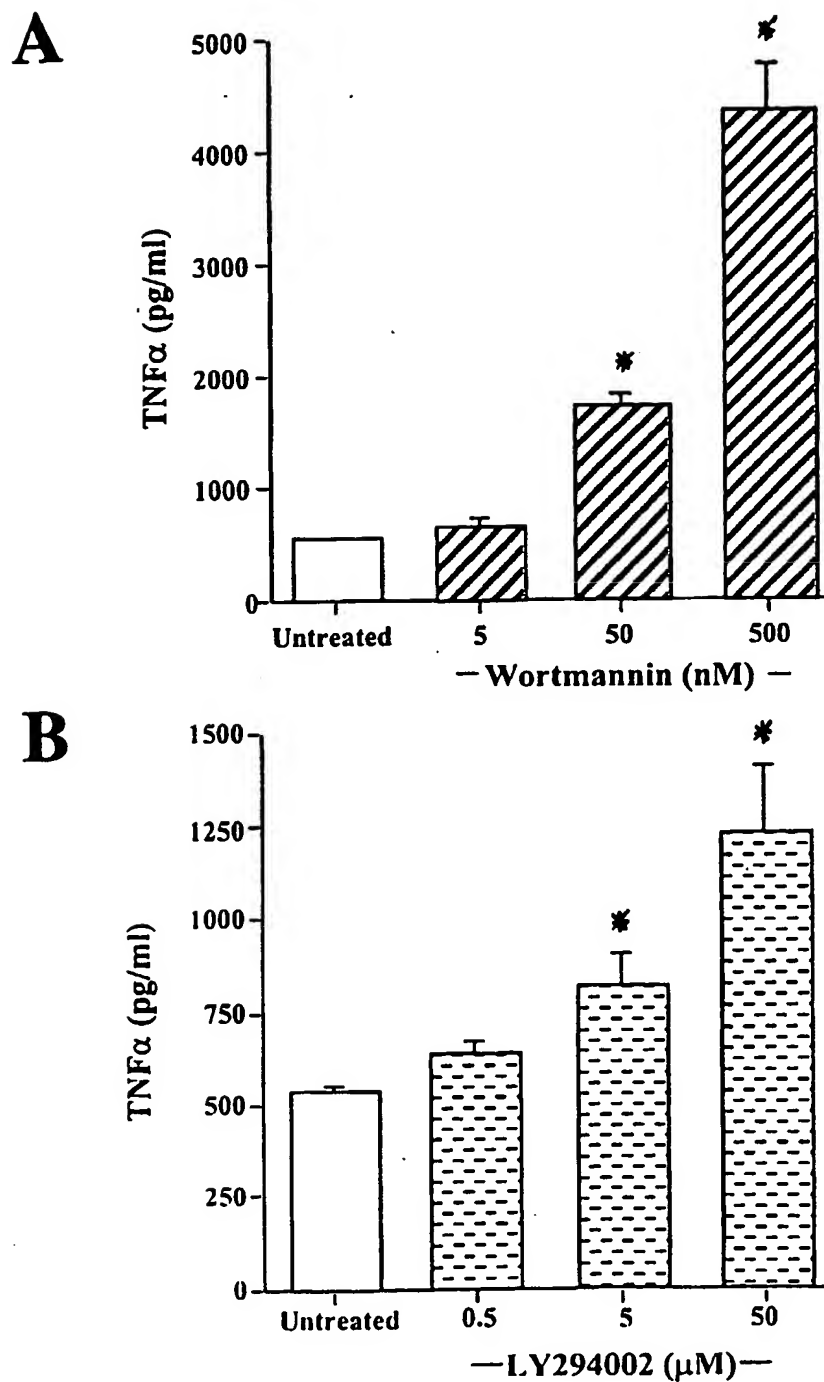 A
5000
4000
3000
2000
1000
0
TNFα (pg/ml)
*
*
Untreated 5 50 500
— Wortmannin (nM) —
B
1500
1250
1000
750
500
250
0
TNFα (pg/ml)
*
*
Untreated 0.5 5 50
—LY294002 (μM)—